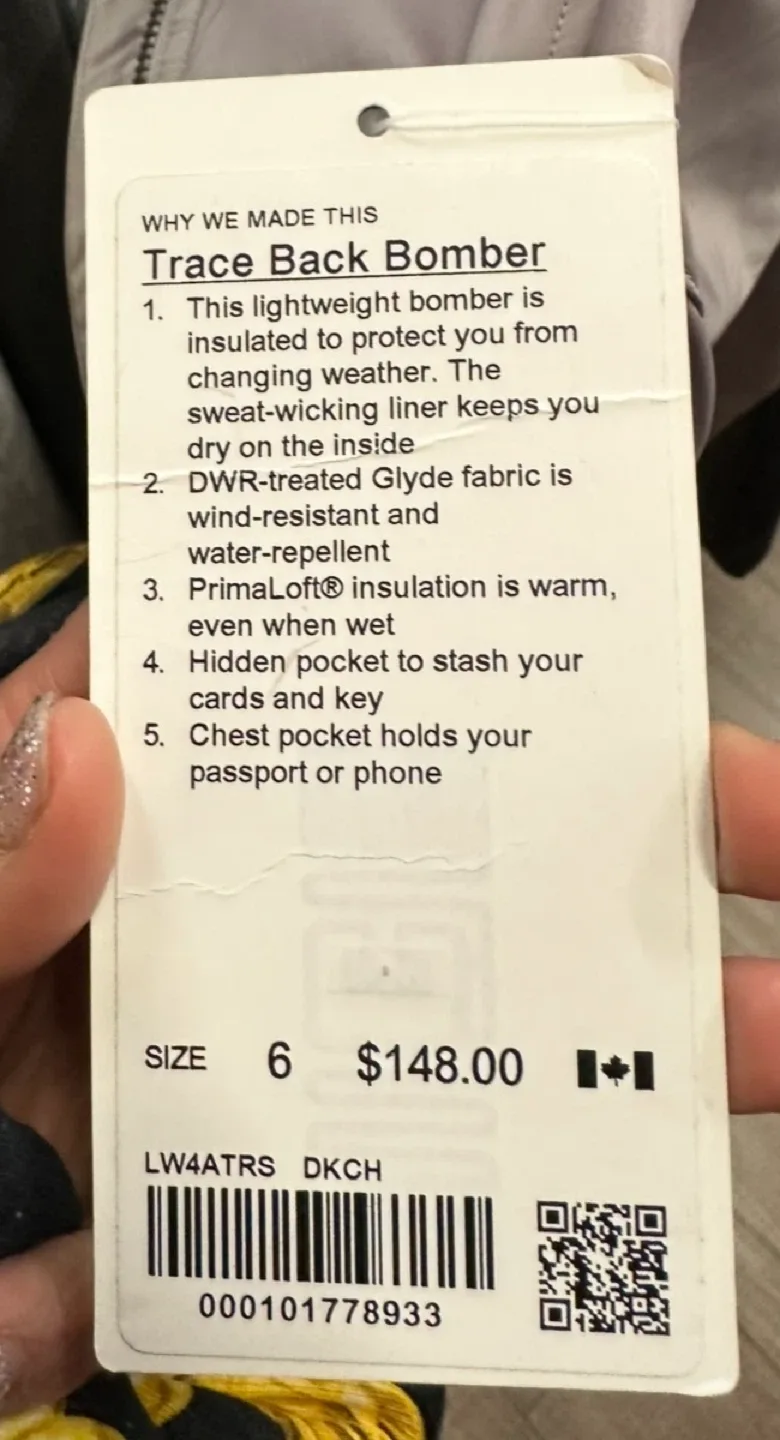 WHY WE MADE THIS
Trace Back Bomber
1. This lightweight bomber is
insulated to protect you from
changing weather. The
sweat-wicking liner keeps you
dry on the inside
2. DWR-treated Glyde fabric is
wind-resistant and
water-repellent
3. PrimaLoft® insulation is warm,
even when wet
4. Hidden pocket to stash your
cards and key
5. Chest pocket holds your
passport or phone
SIZE 6 $148.00
LW4ATRS DKCH
000101778933